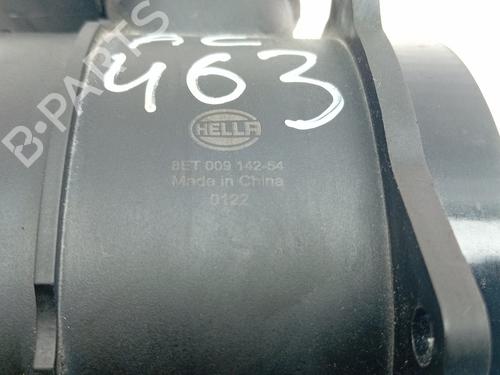 463
HELLA
8ET 009 142-54
Made in China
0122
B-PARTS